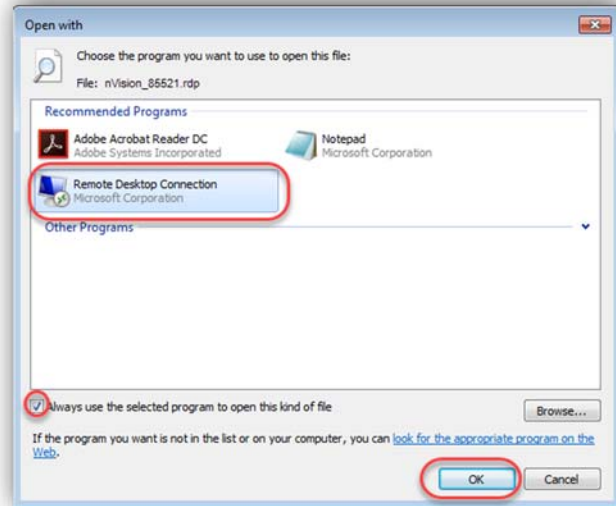 Open with
Choose the program you want to use to open this file:
File: nVision_85521.rdp
Recommended Programs
Adobe Acrobat Reader DC
Adobe Systems Incorporated
Notepad
Microsoft Corporation
Remote Desktop Connection
Microsoft Corporation
Other Programs
Always use the selected program to open this kind of file
Browse...
If the program you want is not in the list or on your computer, you can look for the appropriate program on the
Web.
OK
Cancel